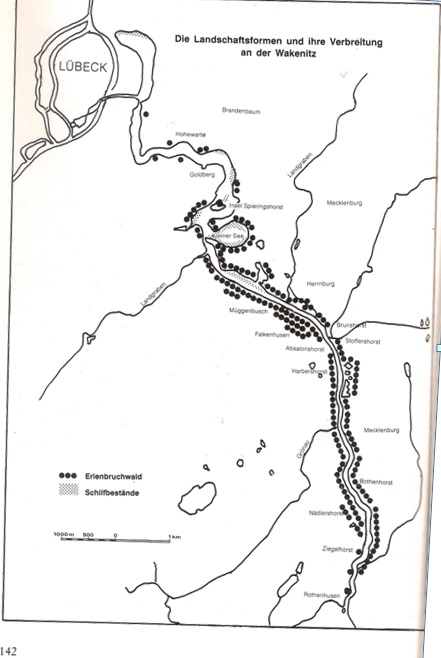 Die Landschaftsformen und ihre Verbreitung
an der Wakenitz
LÜBECK
Brandenbaum
Hohewarte
Goldberg
Landgraben
Insel Spieringshorst
Mecklenburg
Kleiner See
Landgraben
Herrnburg
Müggenbusch
Brunshorst
Falkenhusen
Stoffershorst
Absalonshorst
Harbershorst
Mecklenburg
Grönau
Erlenbruchwald
Schilfbestände
Bothenhorst
Nädlershorst
1000 m 500 0 1 km
Ziegelhorst
Rothenhusen
142